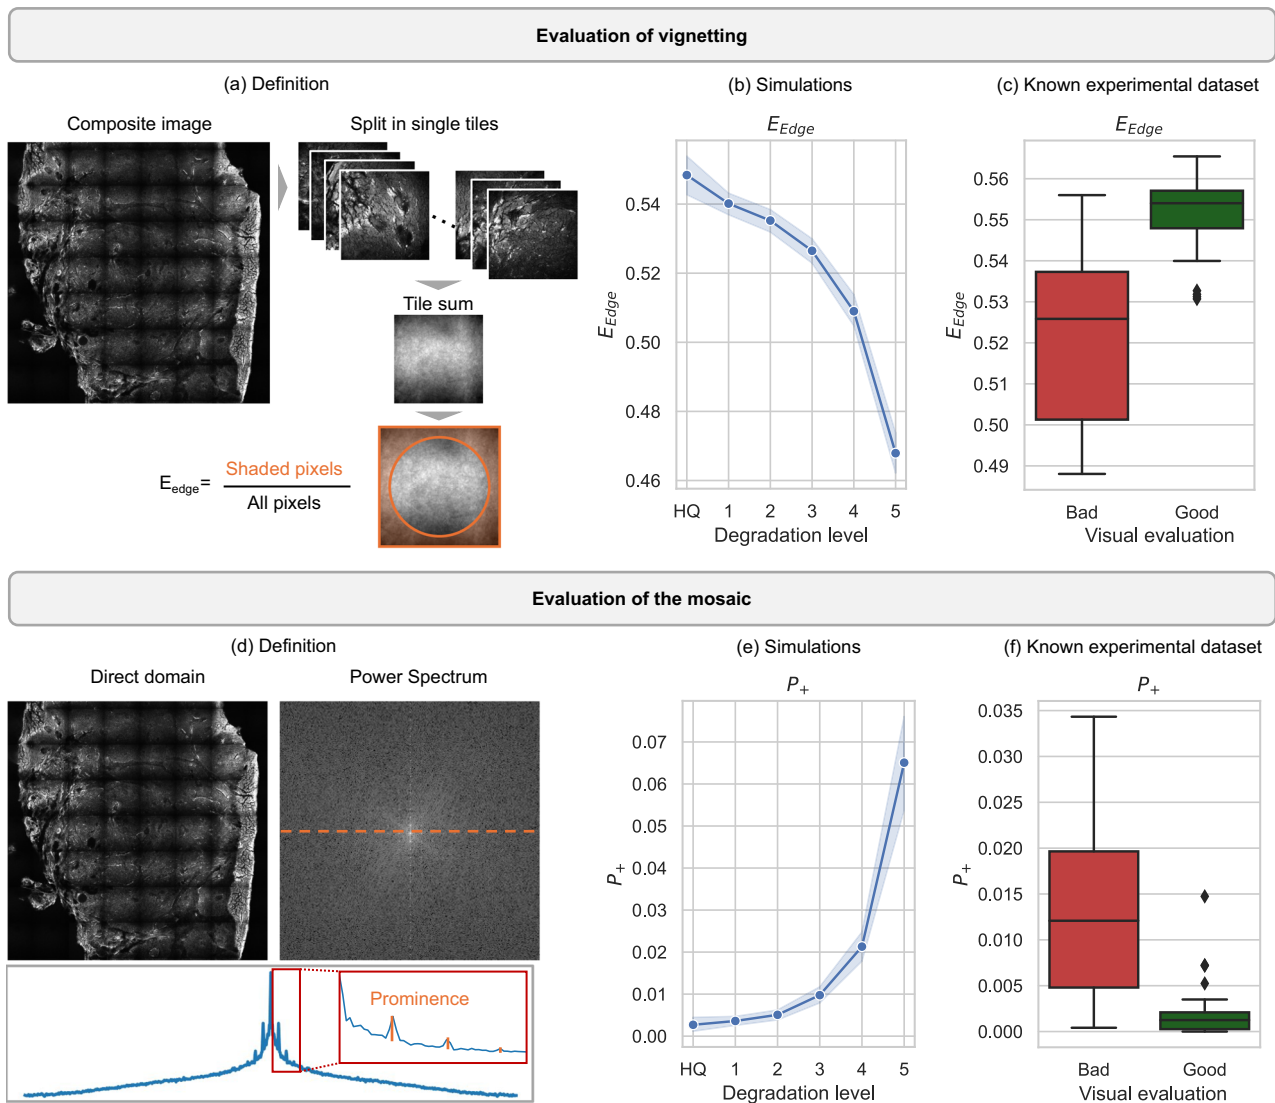 Evaluation of vignetting
(a) Definition
Composite image
Split in single tiles
Tile sum
E_edge=
Shaded pixels
All pixels
(b) Simulations
E_Edge
E_Edge
0.54
0.52
0.50
0.48
0.46
HQ 1 2 3 4 5
Degradation level
(c) Known experimental dataset
E_Edge
E_Edge
0.56
0.55
0.54
0.53
0.52
0.51
0.50
0.49
Bad Good
Visual evaluation
Evaluation of the mosaic
(d) Definition
Direct domain
Power Spectrum
Prominence
(e) Simulations
P_+
P_+
0.07
0.06
0.05
0.04
0.03
0.02
0.01
0.00
HQ 1 2 3 4 5
Degradation level
(f) Known experimental dataset
P_+
P_+
0.035
0.030
0.025
0.020
0.015
0.010
0.005
0.000
Bad Good
Visual evaluation